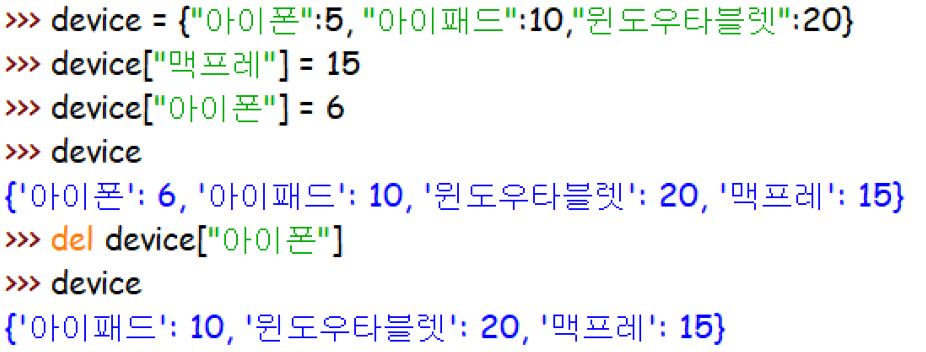 >>> device = {"아이폰":5, "아이패드":10,"윈도우타블렛":20}
>>> device["맥프레"] = 15
>>> device["아이폰"] = 6
>>> device
{'아이폰': 6, '아이패드': 10, '윈도우타블렛': 20, '맥프레': 15}
>>> del device["아이폰"]
>>> device
{'아이패드': 10, '윈도우타블렛': 20, '맥프레': 15}